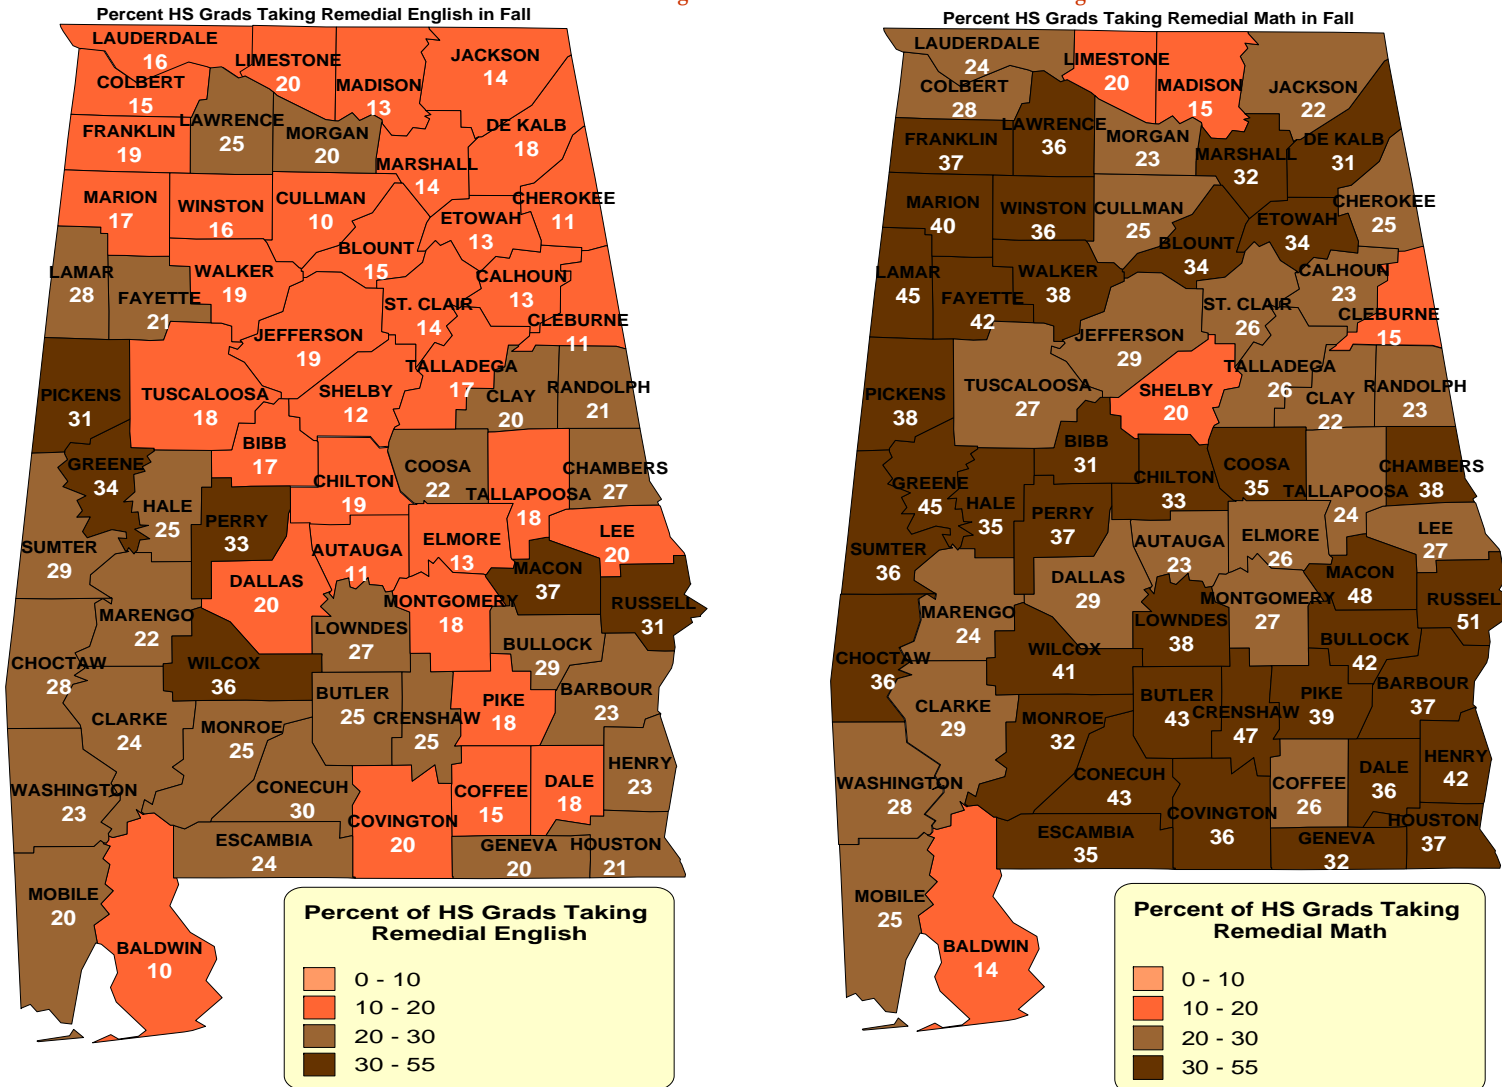 Percent HS Grads Taking Remedial English in Fall
LAUDERDALE
16
LIMESTONE
20
JACKSON
14
COLBERT
15
MADISON
13
FRANKLIN
19
LAWRENCE
25
MORGAN
20
DE KALB
18
MARSHALL
14
MARION
17
WINSTON
16
CULLMAN
10
CHEROKEE
11
ETOWAH
13
BLOUNT
15
LAMAR
28
FAYETTE
21
WALKER
19
CALHOUN
13
ST. CLAIR
14
CLEBURNE
11
JEFFERSON
19
TALLADEGA
17
PICKENS
31
TUSCALOOSA
18
SHELBY
12
CLAY
20
RANDOLPH
21
BIBB
17
GREENE
34
COOSA
22
CHAMBERS
27
CHILTON
19
TALLAPOOSA
18
HALE
25
PERRY
33
LEE
20
SUMTER
29
AUTAUGA
11
ELMORE
13
DALLAS
20
MACON
37
MARENGO
22
MONTGOMERY
18
RUSSELL
31
LOWNDES
27
BULLOCK
29
CHOCTAW
28
WILCOX
36
BUTLER
25
PIKE
18
BARBOUR
23
CLARKE
24
MONROE
25
CRENSHAW
25
WASHINGTON
23
CONECUH
30
COFFEE
15
DALE
18
HENRY
23
COVINGTON
20
ESCAMBIA
24
GENEVA
20
HOUSTON
21
MOBILE
20
BALDWIN
10
Percent of HS Grads Taking
Remedial English
0 - 10
10 - 20
20 - 30
30 - 55
Percent HS Grads Taking Remedial Math in Fall
LAUDERDALE
24
LIMESTONE
20
JACKSON
22
COLBERT
28
MADISON
15
FRANKLIN
37
LAWRENCE
36
MORGAN
23
DE KALB
31
MARSHALL
32
MARION
40
WINSTON
36
CULLMAN
25
CHEROKEE
25
ETOWAH
34
BLOUNT
34
LAMAR
45
FAYETTE
42
WALKER
38
CALHOUN
23
ST. CLAIR
26
CLEBURNE
15
JEFFERSON
29
TALLADEGA
26
PICKENS
38
TUSCALOOSA
27
SHELBY
20
CLAY
22
RANDOLPH
23
BIBB
31
GREENE
45
COOSA
35
CHAMBERS
38
CHILTON
33
TALLAPOOSA
24
HALE
35
PERRY
37
LEE
27
SUMTER
36
AUTAUGA
23
ELMORE
26
DALLAS
29
MACON
48
MARENGO
24
MONTGOMERY
27
RUSSELL
51
LOWNDES
38
BULLOCK
42
CHOCTAW
36
WILCOX
41
BUTLER
43
PIKE
39
BARBOUR
37
CLARKE
29
MONROE
32
CRENSHAW
47
WASHINGTON
28
CONECUH
43
COFFEE
26
DALE
36
HENRY
42
COVINGTON
36
ESCAMBIA
35
GENEVA
32
HOUSTON
37
MOBILE
25
BALDWIN
14
Percent of HS Grads Taking
Remedial Math
0 - 10
10 - 20
20 - 30
30 - 55